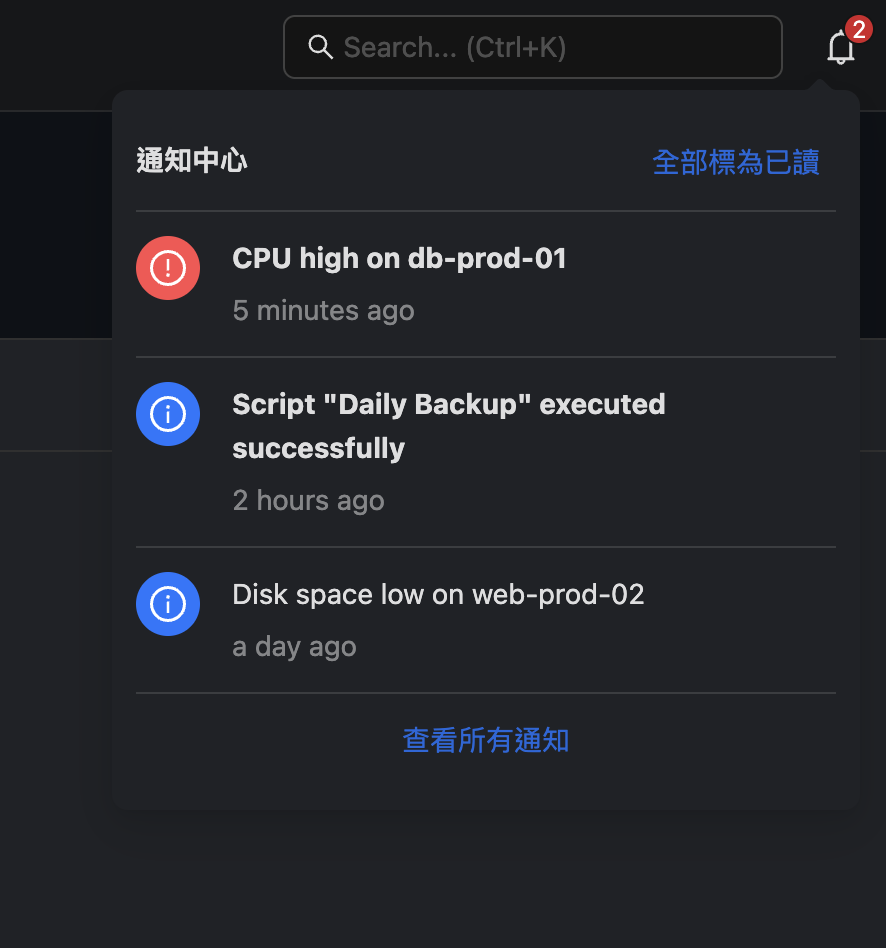 Search... (Ctrl+K)
2
通知中心
全部標為已讀
CPU high on db-prod-01
5 minutes ago
Script "Daily Backup" executed
successfully
2 hours ago
Disk space low on web-prod-02
a day ago
查看所有通知